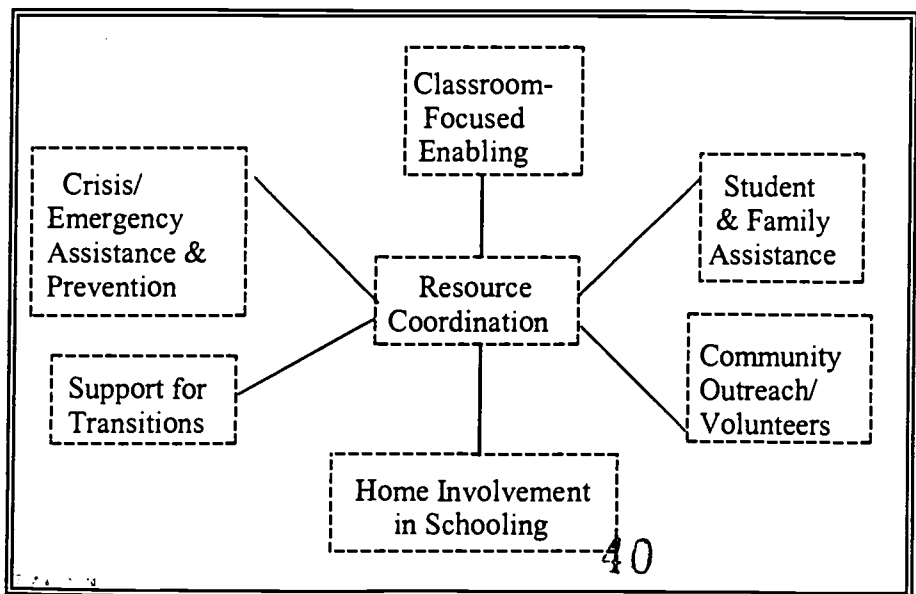 Classroom-
Focused
Enabling
Crisis/
Emergency
Assistance &
Prevention
Student
& Family
Assistance
Resource
Coordination
Support for
Transitions
Community
Outreach/
Volunteers
Home Involvement
in Schooling
40